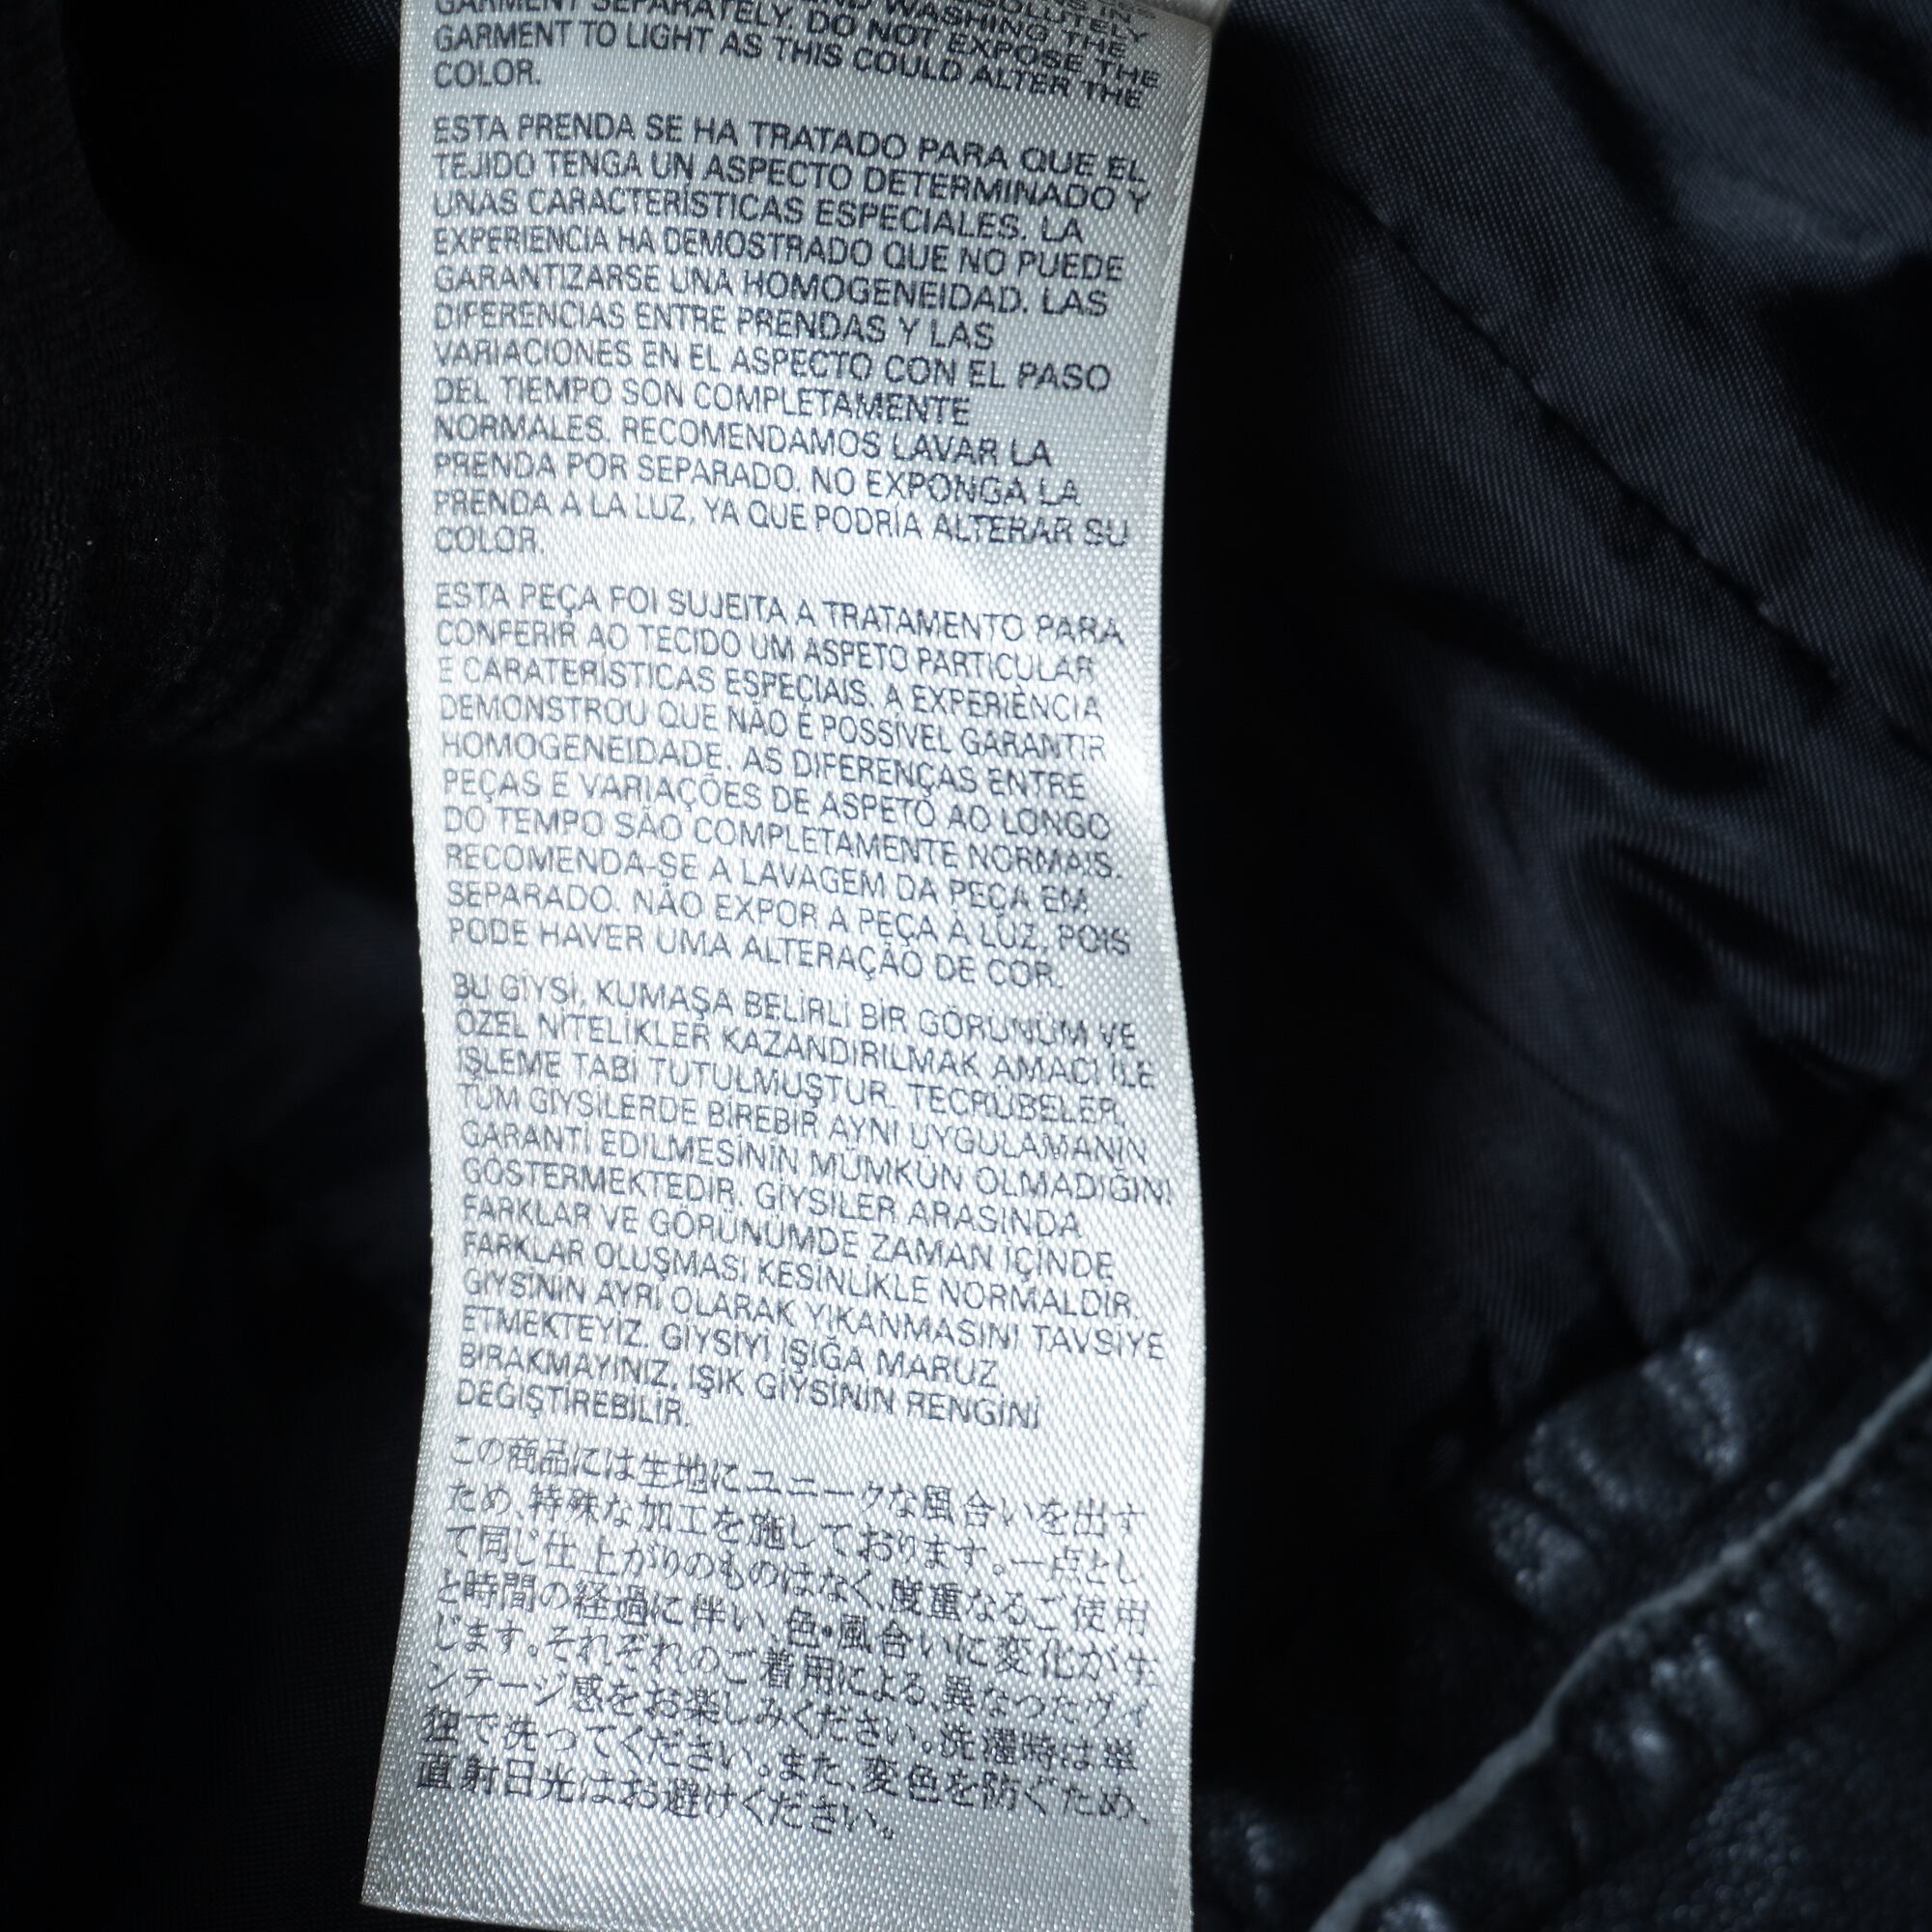 GARMENT SEPARATELY. DO NOT EXPOSE THE
GARMENT TO LIGHT AS THIS COULD ALTER THE
COLOR.
ESTA PRENDA SE HA TRATADO PARA QUE EL
TEJIDO TENGA UN ASPECTO DETERMINADO Y
UNAS CARACTERÍSTICAS ESPECIALES. LA
EXPERIENCIA HA DEMOSTRADO QUE NO PUEDE
GARANTIZARSE UNA HOMOGENEIDAD. LAS
DIFERENCIAS ENTRE PRENDAS Y LAS
VARIACIONES EN EL ASPECTO CON EL PASO
DEL TIEMPO SON COMPLETAMENTE
NORMALES. RECOMENDAMOS LAVAR LA
PRENDA POR SEPARADO. NO EXPONGA LA
PRENDA A LA LUZ, YA QUE PODRÍA ALTERAR SU
COLOR.
ESTA PEÇA FOI SUJEITA A TRATAMENTO PARA
CONFERIR AO TECIDO UM ASPETO PARTICULAR
E CARATERÍSTICAS ESPECIAIS. A EXPERIÊNCIA
DEMONSTROU QUE NÃO É POSSÍVEL GARANTIR
HOMOGENEIDADE. AS DIFERENÇAS ENTRE
PEÇAS E VARIAÇÕES DE ASPETO AO LONGO
DO TEMPO SÃO COMPLETAMENTE NORMAIS.
RECOMENDA-SE A LAVAGEM DA PEÇA EM
SEPARADO. NÃO EXPOR A PEÇA À LUZ, POIS
PODE HAVER UMA ALTERAÇÃO DE COR.
BU GİYSİ, KUMAŞA BELİRLİ BİR GÖRÜNÜM VE
ÖZEL NİTELİKLER KAZANDIRILMAK AMACI İLE
İŞLEME TABİ TUTULMUŞTUR. TECRÜBELER,
TÜM GİYSİLERDE BİREBİR AYNI UYGULAMANIN
GARANTİ EDİLMESİNİN MÜMKÜN OLMADIĞINI
GÖSTERMEKTEDİR. GİYSİLER ARASINDA
FARKLAR VE GÖRÜNÜMDE ZAMAN İÇİNDE
FARKLAR OLUŞMASI KESİNLİKLE NORMALDİR.
GİYSİNİN AYRI OLARAK YIKANMASINI TAVSİYE
ETMEKTEYİZ. GİYSİYİ IŞIĞA MARUZ
BIRAKMAYINIZ, IŞIK GİYSİNİN RENGİNİ
DEĞİŞTİREBİLİR.
この商品には生地にユニークな風合いを出す
ため、特殊な加工を施しております。一点とし
て同じ仕上がりのものはなく、度重なるご使用
と時間の経過に伴い、色・風合いに変化が生
じます。それぞれのご着用による、異なったヴィ
ンテージ感をお楽しみください。洗濯時は単
独で洗ってください。また、変色を防ぐため、
直射日光はお避けください。